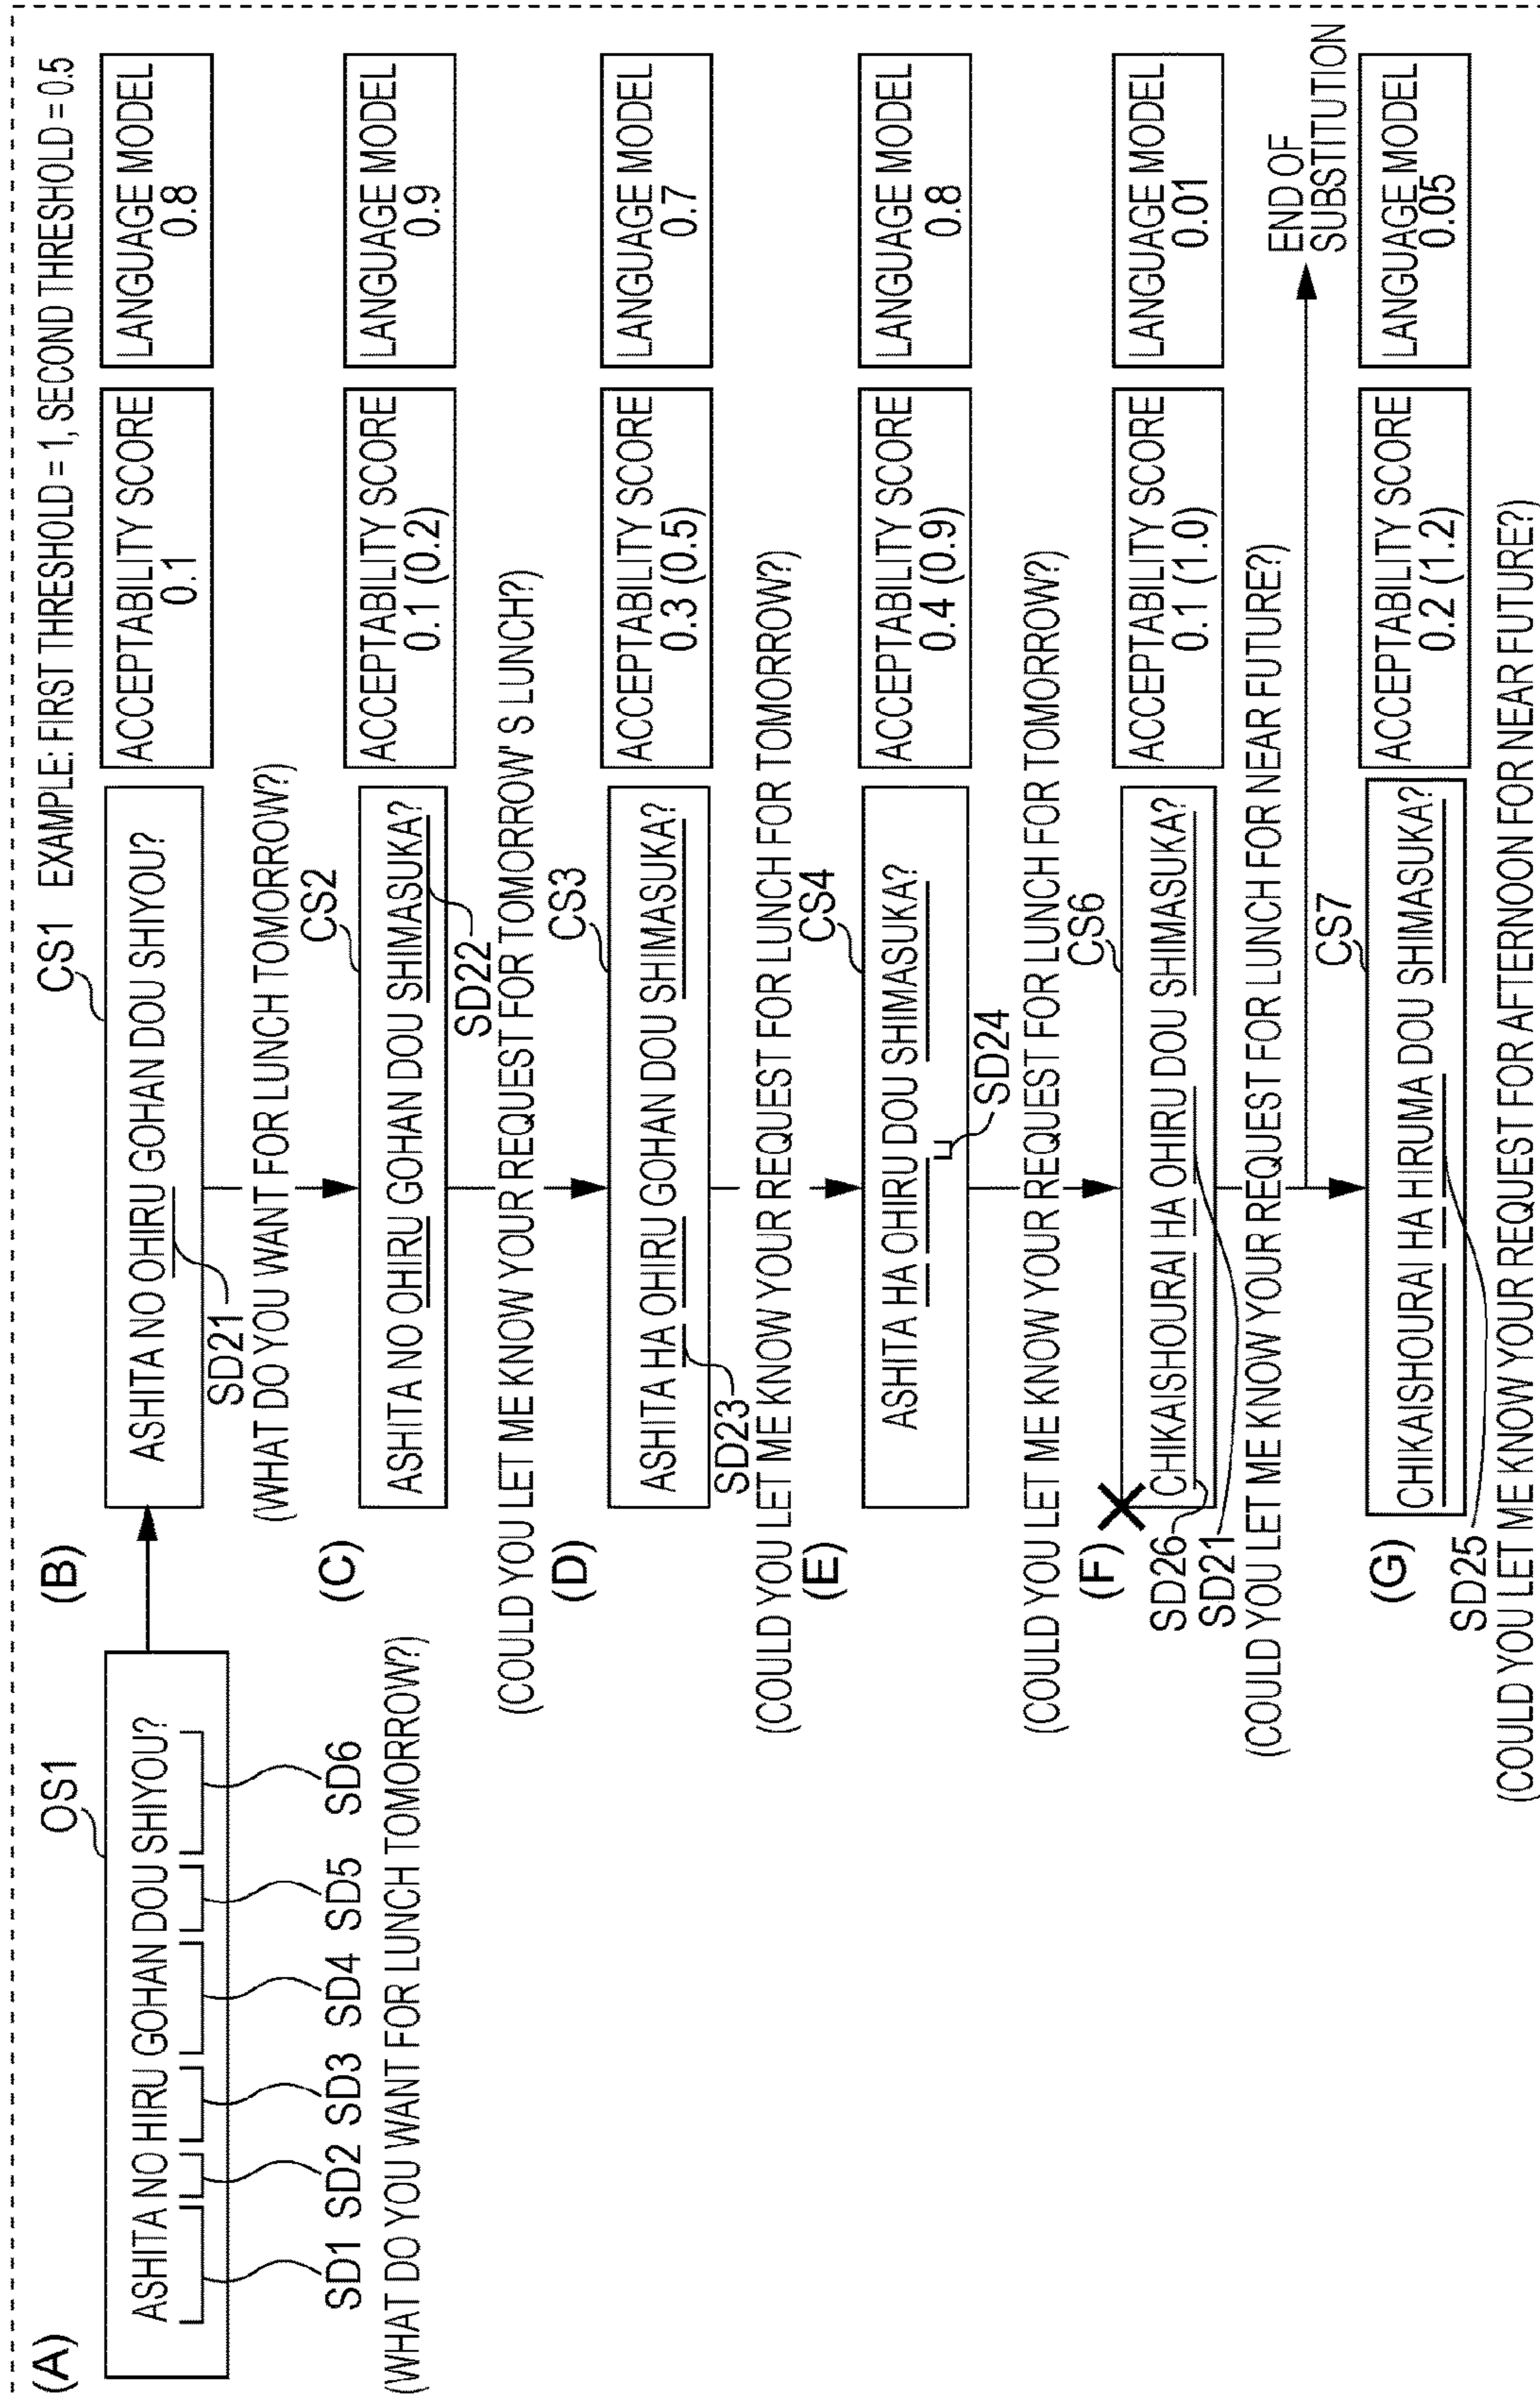 (A)
OS1
ASHITA NO HIRU GOHAN DOU SHIYOU?
SD1 SD2 SD3 SD4 SD5 SD6
(WHAT DO YOU WANT FOR LUNCH TOMORROW?)
(B)
CS1
EXAMPLE: FIRST THRESHOLD = 1, SECOND THRESHOLD = 0.5
ASHITA NO OHIRU GOHAN DOU SHIYOU?
ACCEPTABILITY SCORE
0.1
LANGUAGE MODEL
0.8
SD21
(WHAT DO YOU WANT FOR LUNCH TOMORROW?)
(C)
CS2
ASHITA NO OHIRU GOHAN DOU SHIMASUKA?
ACCEPTABILITY SCORE
0.1 (0.2)
LANGUAGE MODEL
0.9
SD22
(COULD YOU LET ME KNOW YOUR REQUEST FOR TOMORROW' S LUNCH?)
(D)
CS3
ASHITA HA OHIRU GOHAN DOU SHIMASUKA?
ACCEPTABILITY SCORE
0.3 (0.5)
LANGUAGE MODEL
0.7
SD23
(COULD YOU LET ME KNOW YOUR REQUEST FOR LUNCH FOR TOMORROW?)
(E)
CS4
ASHITA HA OHIRU DOU SHIMASUKA?
ACCEPTABILITY SCORE
0.4 (0.9)
LANGUAGE MODEL
0.8
SD24
(COULD YOU LET ME KNOW YOUR REQUEST FOR LUNCH FOR TOMORROW?)
(F)
CS6
CHIKAISHOURAI HA OHIRU DOU SHIMASUKA?
ACCEPTABILITY SCORE
0.1 (1.0)
LANGUAGE MODEL
0.01
SD26
SD21
(COULD YOU LET ME KNOW YOUR REQUEST FOR LUNCH FOR NEAR FUTURE?)
END OF
SUBSTITUTION
(G)
CS7
CHIKAISHOURAI HA HIRUMA DOU SHIMASUKA?
ACCEPTABILITY SCORE
0.2 (1.2)
LANGUAGE MODEL
0.05
SD25
(COULD YOU LET ME KNOW YOUR REQUEST FOR AFTERNOON FOR NEAR FUTURE?)